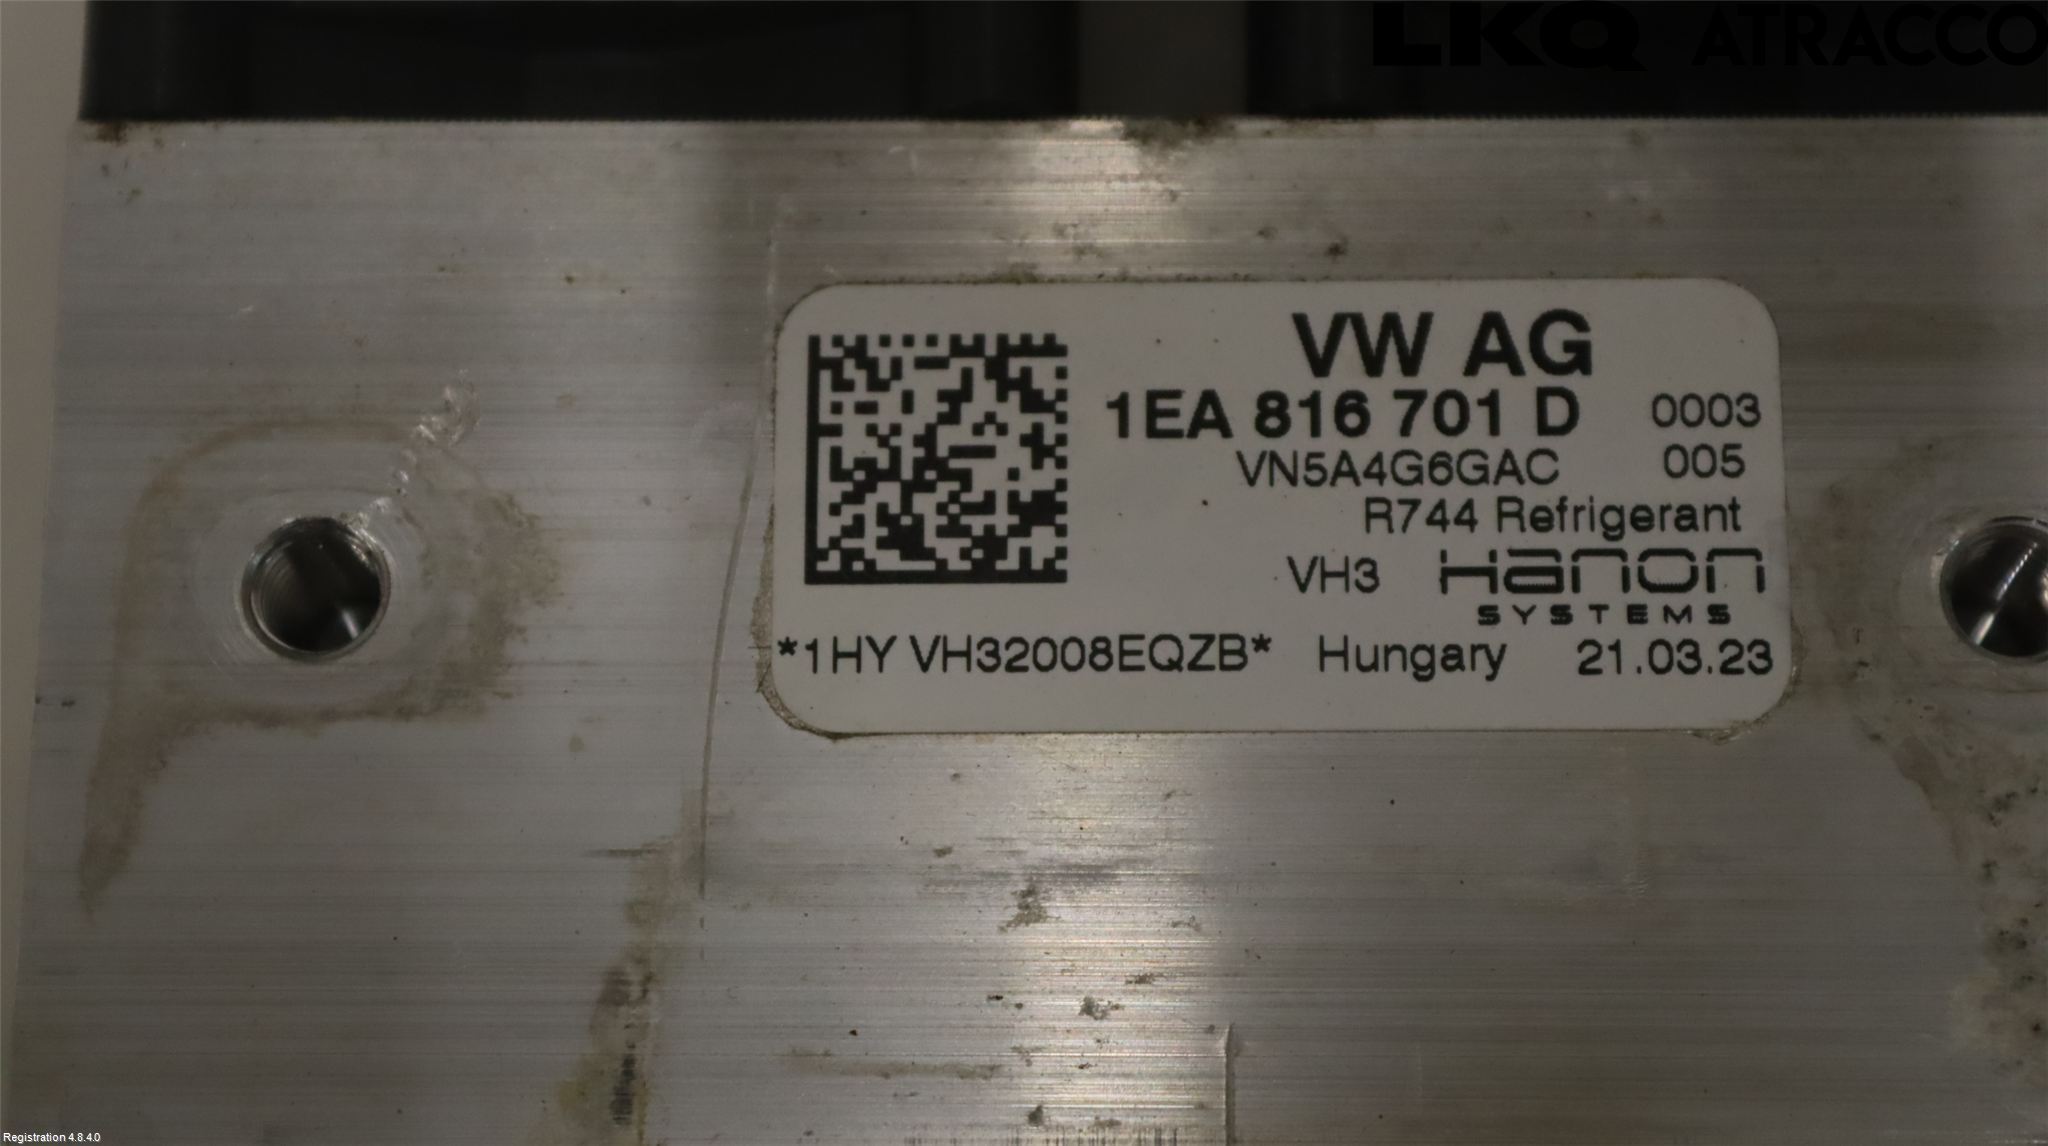 LKQ ATRACCO
VW AG
1EA 816 701 D 0003
VN5A4G6GAC 005
R744 Refrigerant
VH3 Hanon
SYSTEMS
*1HY VH32008EQZB* Hungary 21.03.23
Registration 4.8.4.0